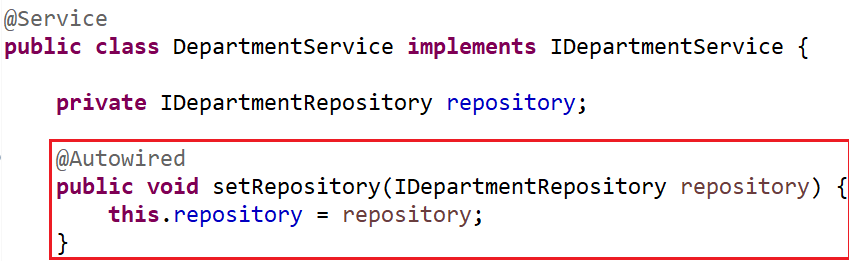 @Service
public class DepartmentService implements IDepartmentService {
private IDepartmentRepository repository;
@Autowired
public void setRepository(IDepartmentRepository repository) {
this.repository = repository;
}